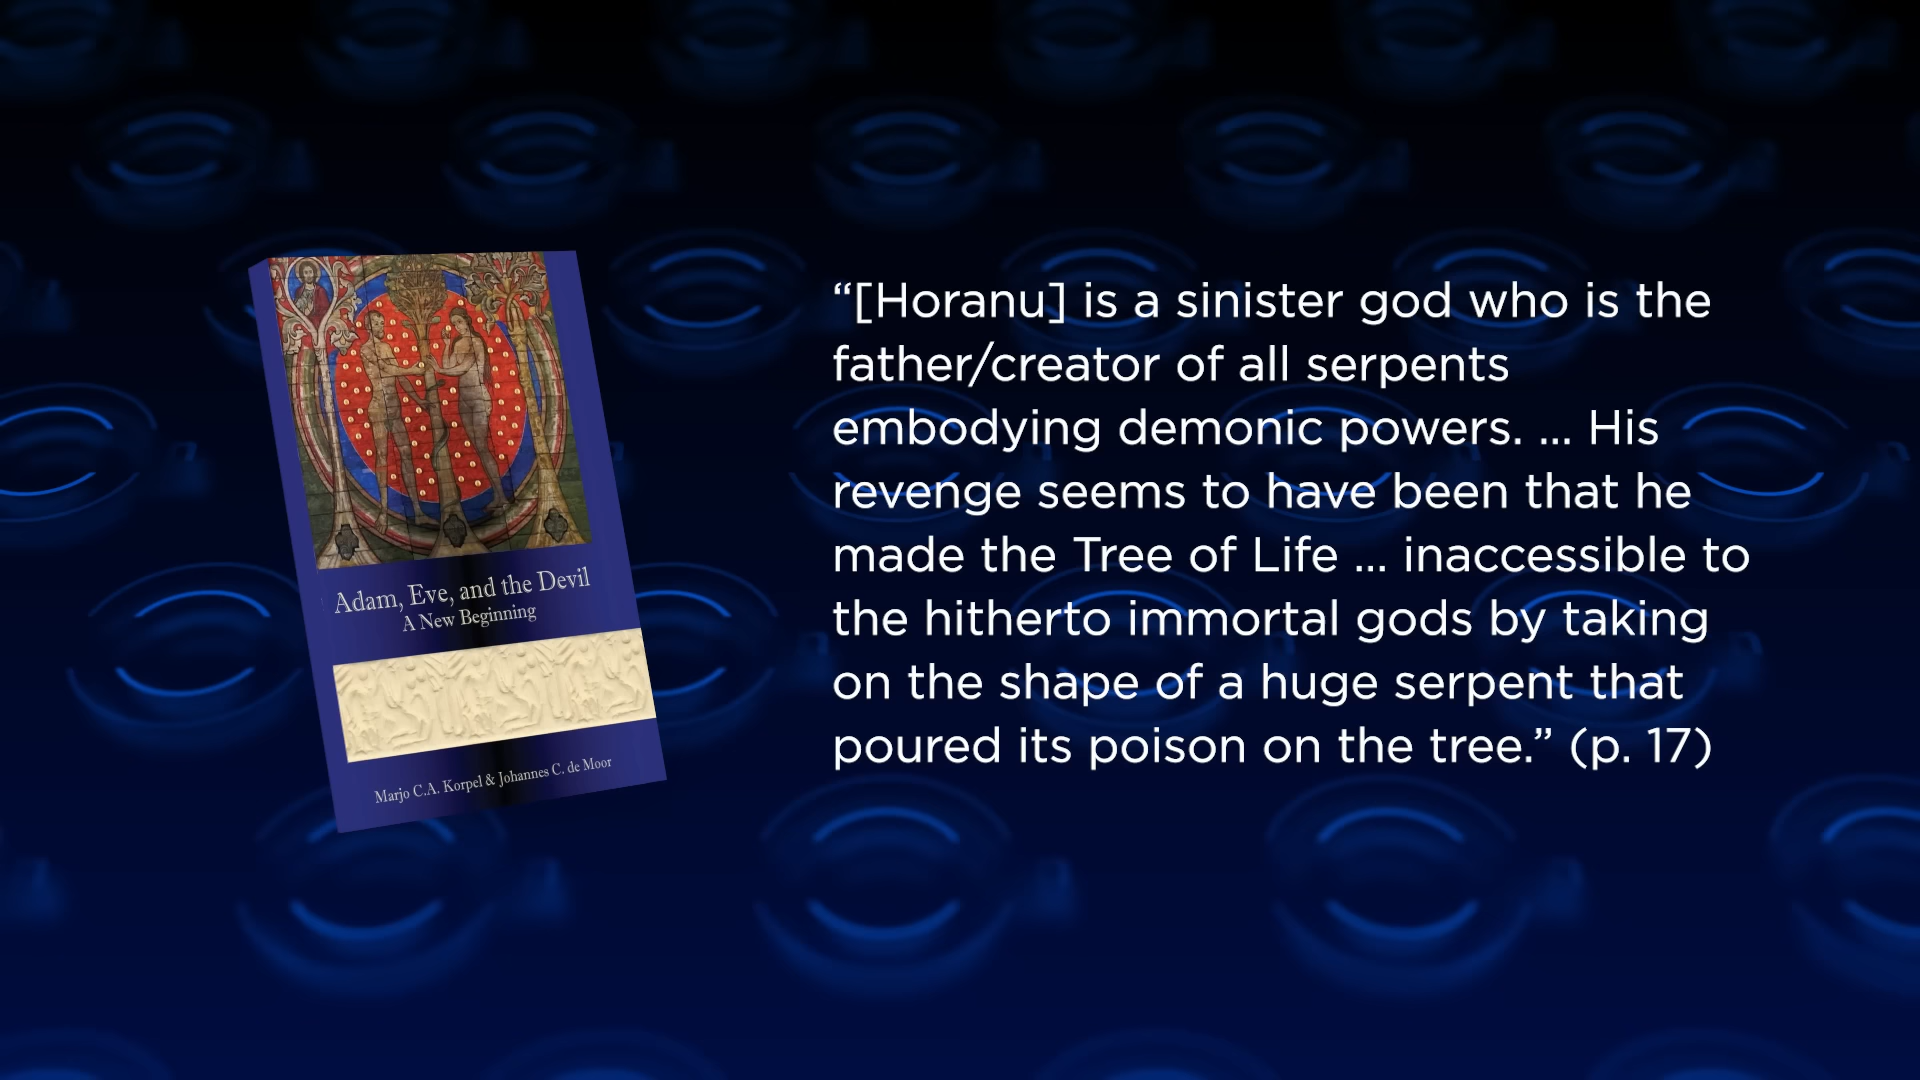 Adam, Eve, and the Devil
A New Beginning
Marjo C.A. Korpel & Johannes C. de Moor
“[Horanu] is a sinister god who is the
father/creator of all serpents
embodying demonic powers. ... His
revenge seems to have been that he
made the Tree of Life ... inaccessible to
the hitherto immortal gods by taking
on the shape of a huge serpent that
poured its poison on the tree.” (p. 17)